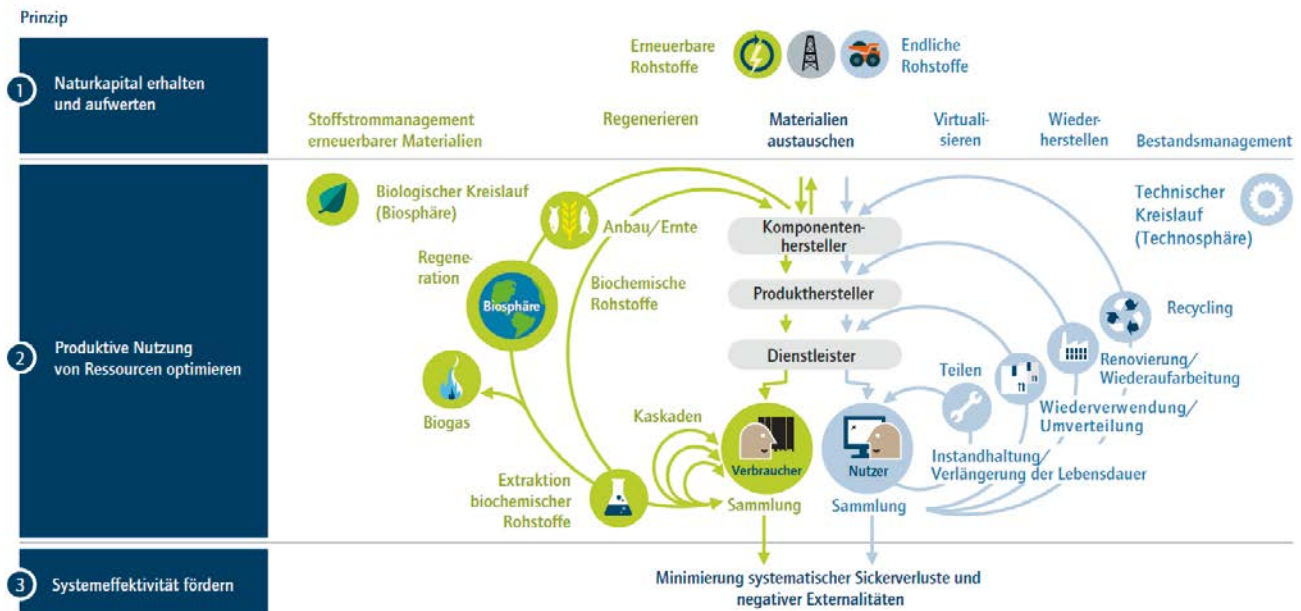 Prinzip
1
Naturkapital erhalten
und aufwerten
Erneuerbare
Rohstoffe
Endliche
Rohstoffe
Stoffstrommanagement
erneuerbarer Materialien
Regenerieren
Materialien
austauschen
Virtuali-
sieren
Wieder-
herstellen
Bestandsmanagement
2
Produktive Nutzung
von Ressourcen optimieren
Biologischer Kreislauf
(Biosphäre)
Anbau/Ernte
Regene-
ration
Biosphäre
Biochemische
Rohstoffe
Biogas
Kaskaden
Extraktion
biochemischer
Rohstoffe
Komponenten-
hersteller
Produkthersteller
Dienstleister
Verbraucher
Sammlung
Nutzer
Sammlung
Technischer
Kreislauf
(Technosphäre)
Recycling
Renovierung/
Wiederaufarbeitung
Teilen
Wiederverwendung/
Umverteilung
Instandhaltung/
Verlängerung der Lebensdauer
3
Systemeffektivität fördern
Minimierung systematischer Sickerverluste und
negativer Externalitäten